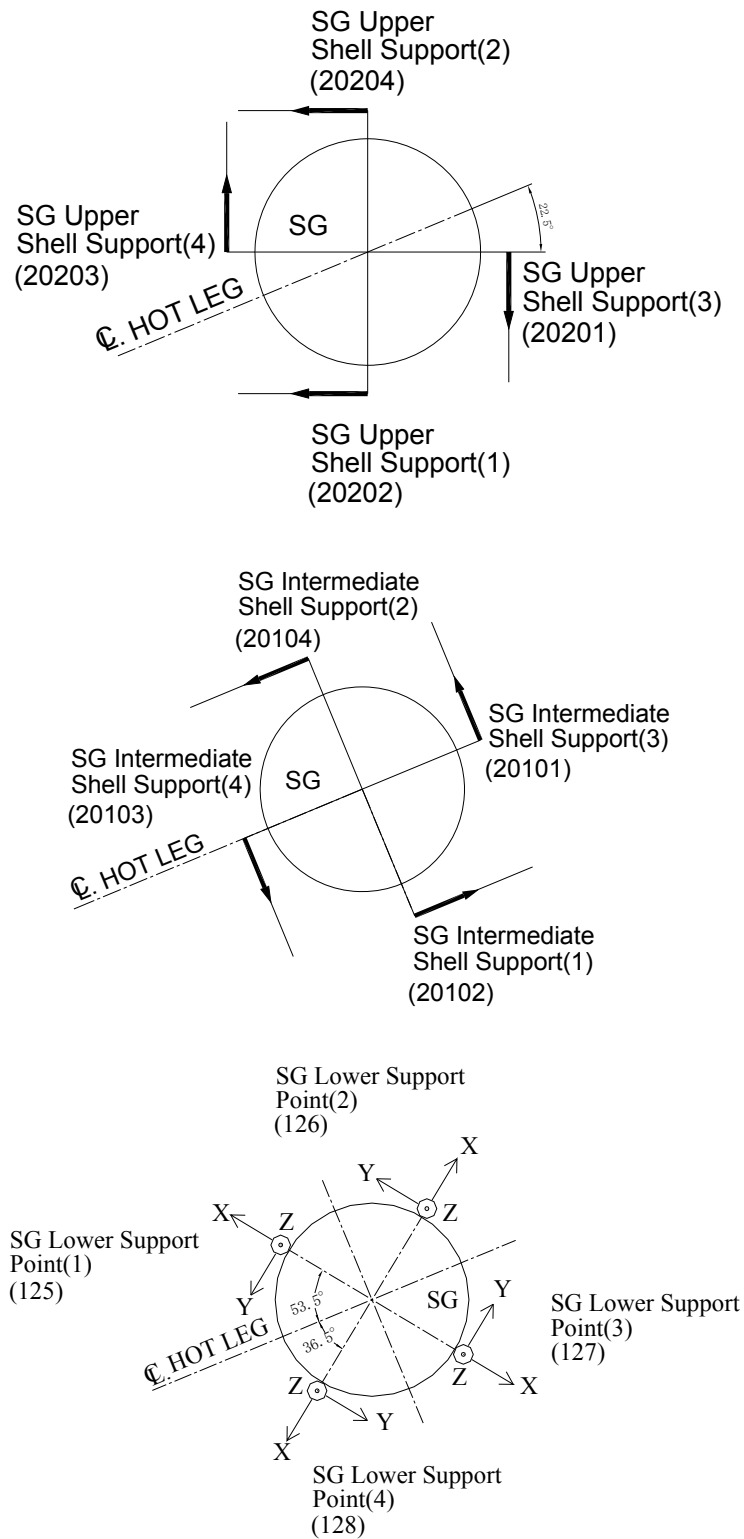 SG Upper
Shell Support(2)
(20204)
22.5°
SG Upper
Shell Support(4)
(20203)
SG
SG Upper
Shell Support(3)
(20201)
℄. HOT LEG
SG Upper
Shell Support(1)
(20202)
SG Intermediate
Shell Support(2)
(20104)
SG Intermediate
Shell Support(3)
(20101)
SG Intermediate
Shell Support(4)
(20103)
SG
℄. HOT LEG
SG Intermediate
Shell Support(1)
(20102)
SG Lower Support
Point(2)
(126)
X
Y
Z
X
Z
Y
SG Lower Support
Point(1)
(125)
53.5°
36.5°
SG
Y
SG Lower Support
Point(3)
(127)
℄ HOT LEG
Z
X
Z
Y
X
SG Lower Support
Point(4)
(128)